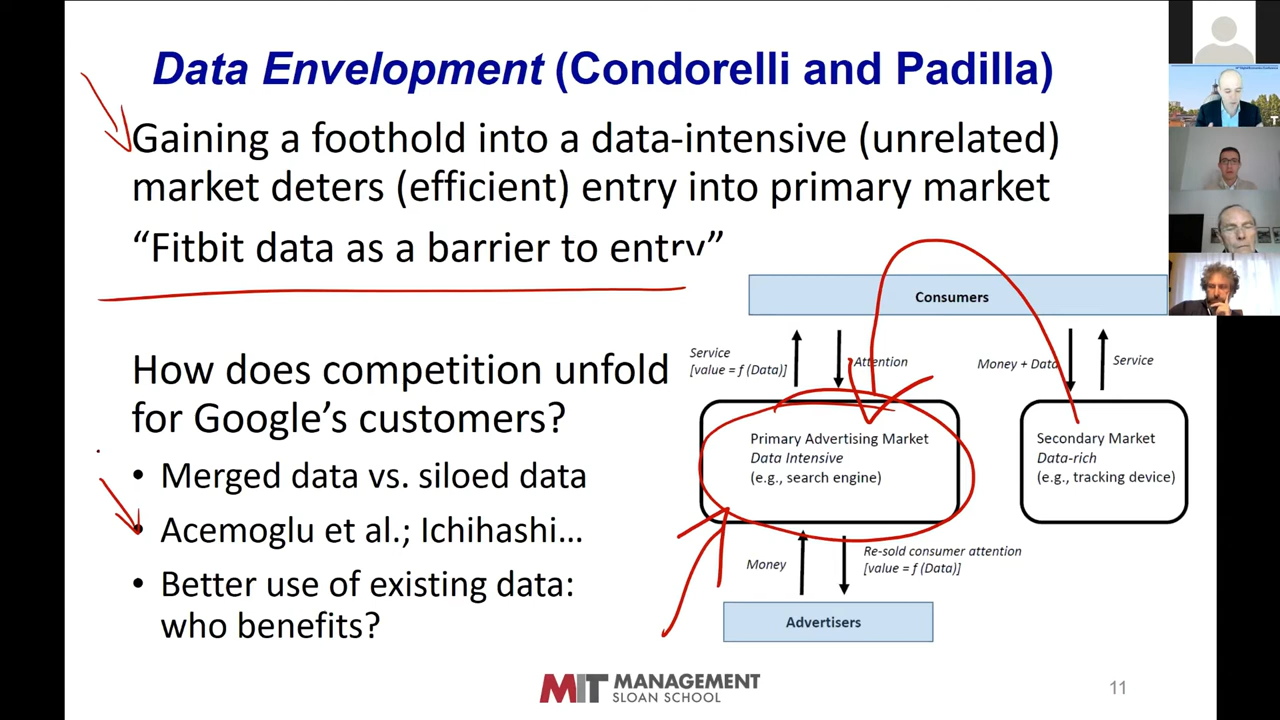 Data Envelopment (Condorelli and Padilla)
Gaining a foothold into a data-intensive (unrelated)
market deters (efficient) entry into primary market
“Fitbit data as a barrier to entry”
Consumers
Service
[value = f (Data)]
Attention
Money + Data
Service
How does competition unfold
for Google’s customers?
• Merged data vs. siloed data
• Acemoglu et al.; Ichihashi…
• Better use of existing data:
who benefits?
Primary Advertising Market
Data Intensive
(e.g., search engine)
Secondary Market
Data-rich
(e.g., tracking device)
Money
Re-sold consumer attention
[value = f (Data)]
Advertisers
MIT MANAGEMENT
SLOAN SCHOOL
11